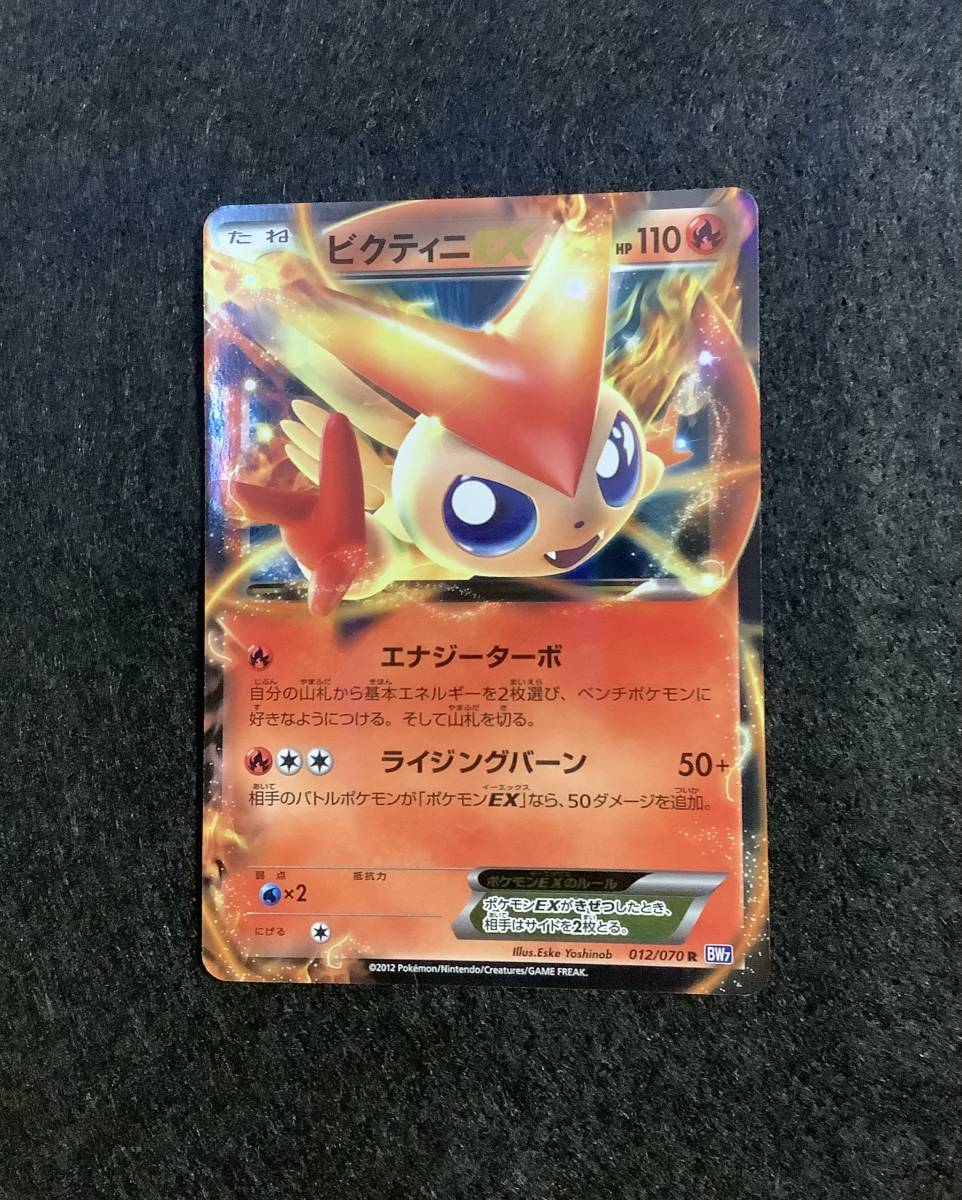 たね ビクティニEX HP 110
エナジーターボ
自分の山札から基本エネルギーを2枚選び、ベンチポケモンに
好きなようにつける。そして山札を切る。
ライジングバーン 50+
相手のバトルポケモンが「ポケモンEX」なら、50ダメージを追加。
弱点 抵抗力
×2
にげる
ポケモンEXのルール
ポケモンEXがきぜつしたとき、
相手はサイドを2枚とる。
Illus.Eske Yoshinob 012/070 R BW7
©2012 Pokémon/Nintendo/Creatures/GAME FREAK.